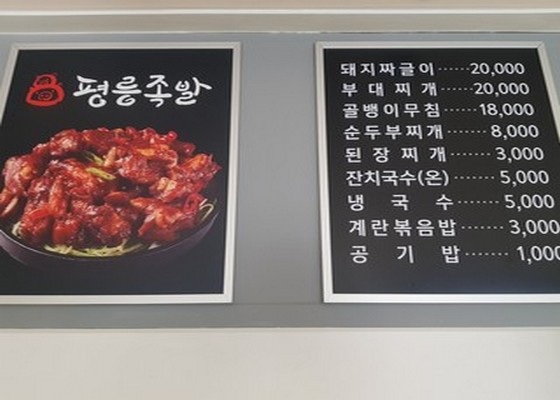 평릉족발
돼지짜글이······20,000
부대찌개·······20,000
골뱅이무침······18,000
순두부찌개·······8,000
된장찌개·······3,000
잔치국수(온)·······5,000
냉국수·······5,000
계란볶음밥·······3,000
공기밥·······1,000